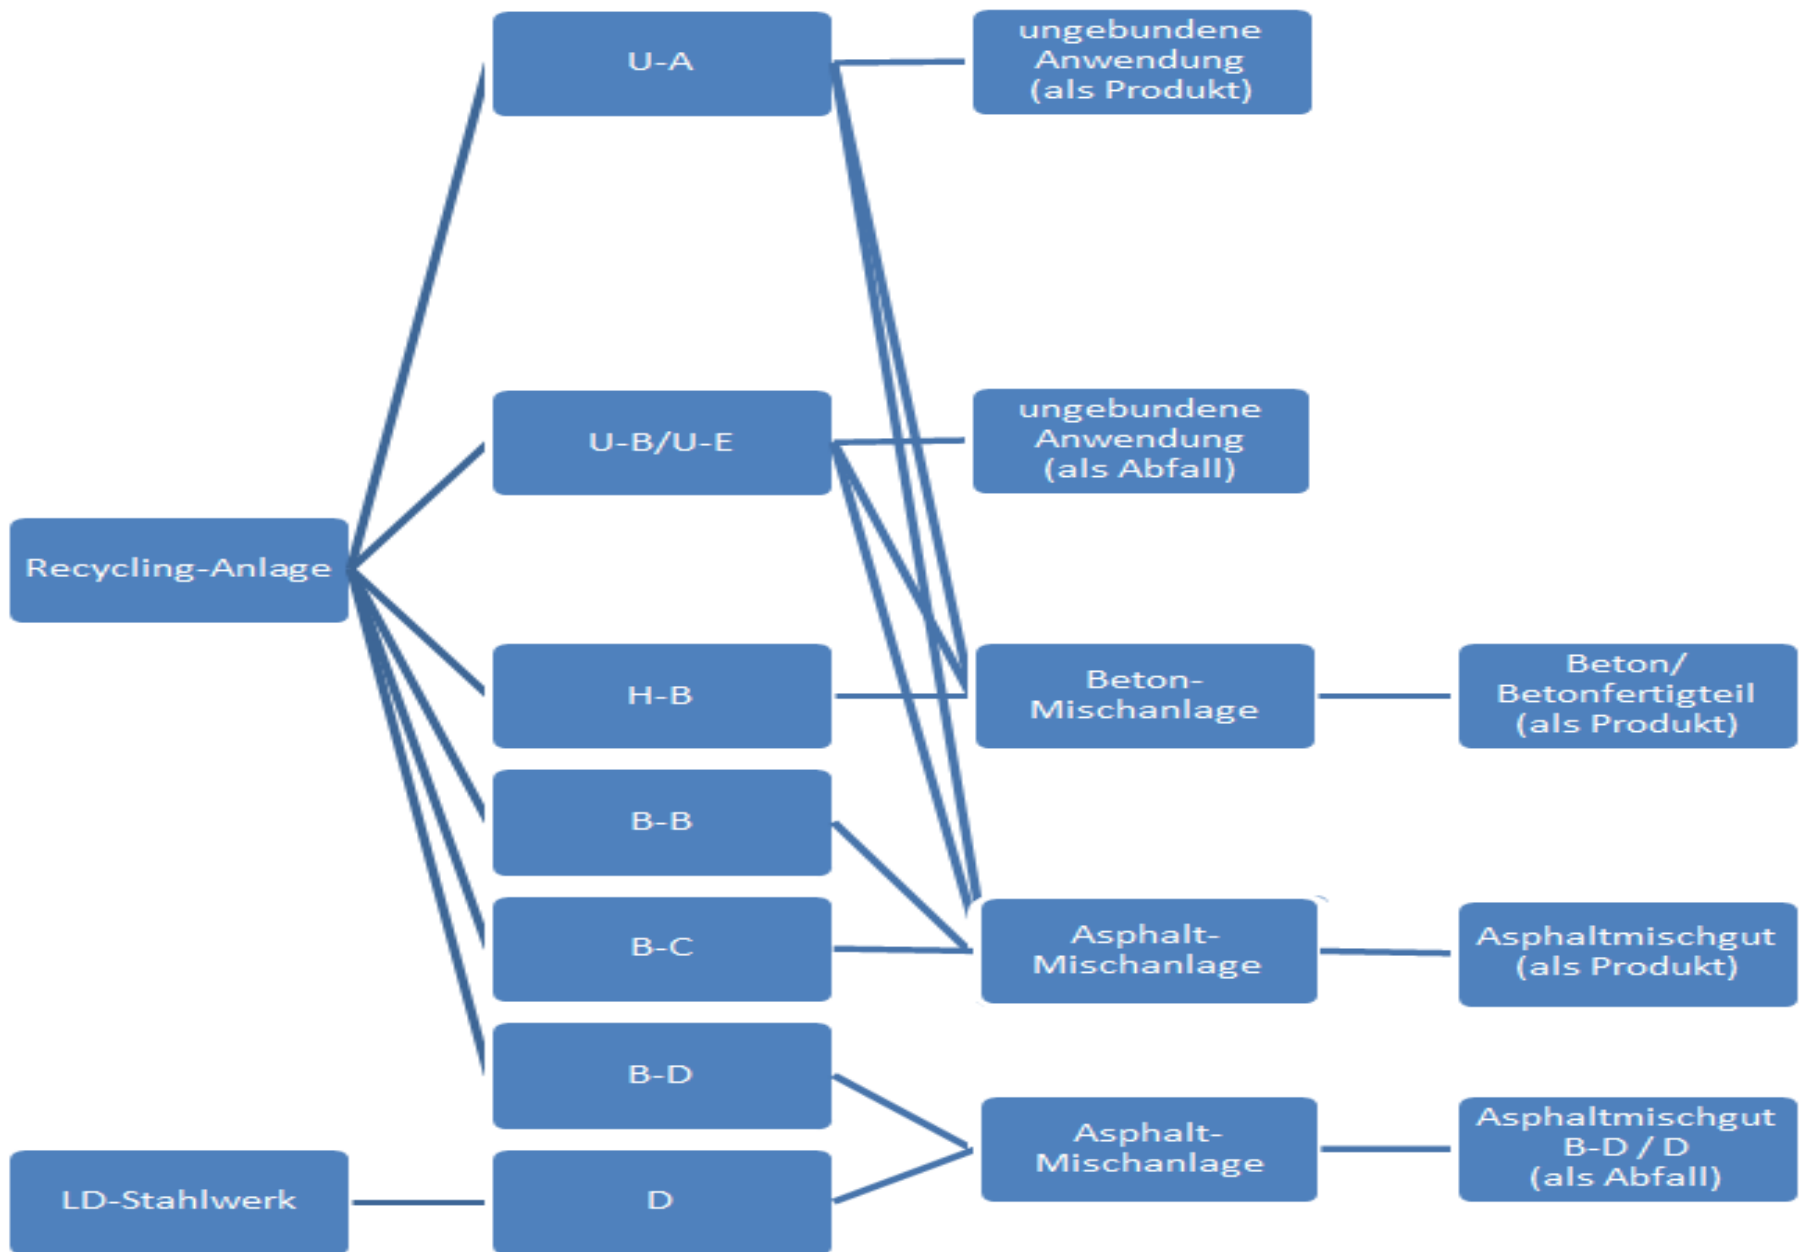 U-A
ungebundene
Anwendung
(als Produkt)
U-B/U-E
ungebundene
Anwendung
(als Abfall)
Recycling-Anlage
H-B
Beton-
Mischanlage
Beton/
Betonfertigteil
(als Produkt)
B-B
B-C
Asphalt-
Mischanlage
Asphaltmischgut
(als Produkt)
B-D
Asphalt-
Mischanlage
Asphaltmischgut
B-D / D
(als Abfall)
LD-Stahlwerk
D